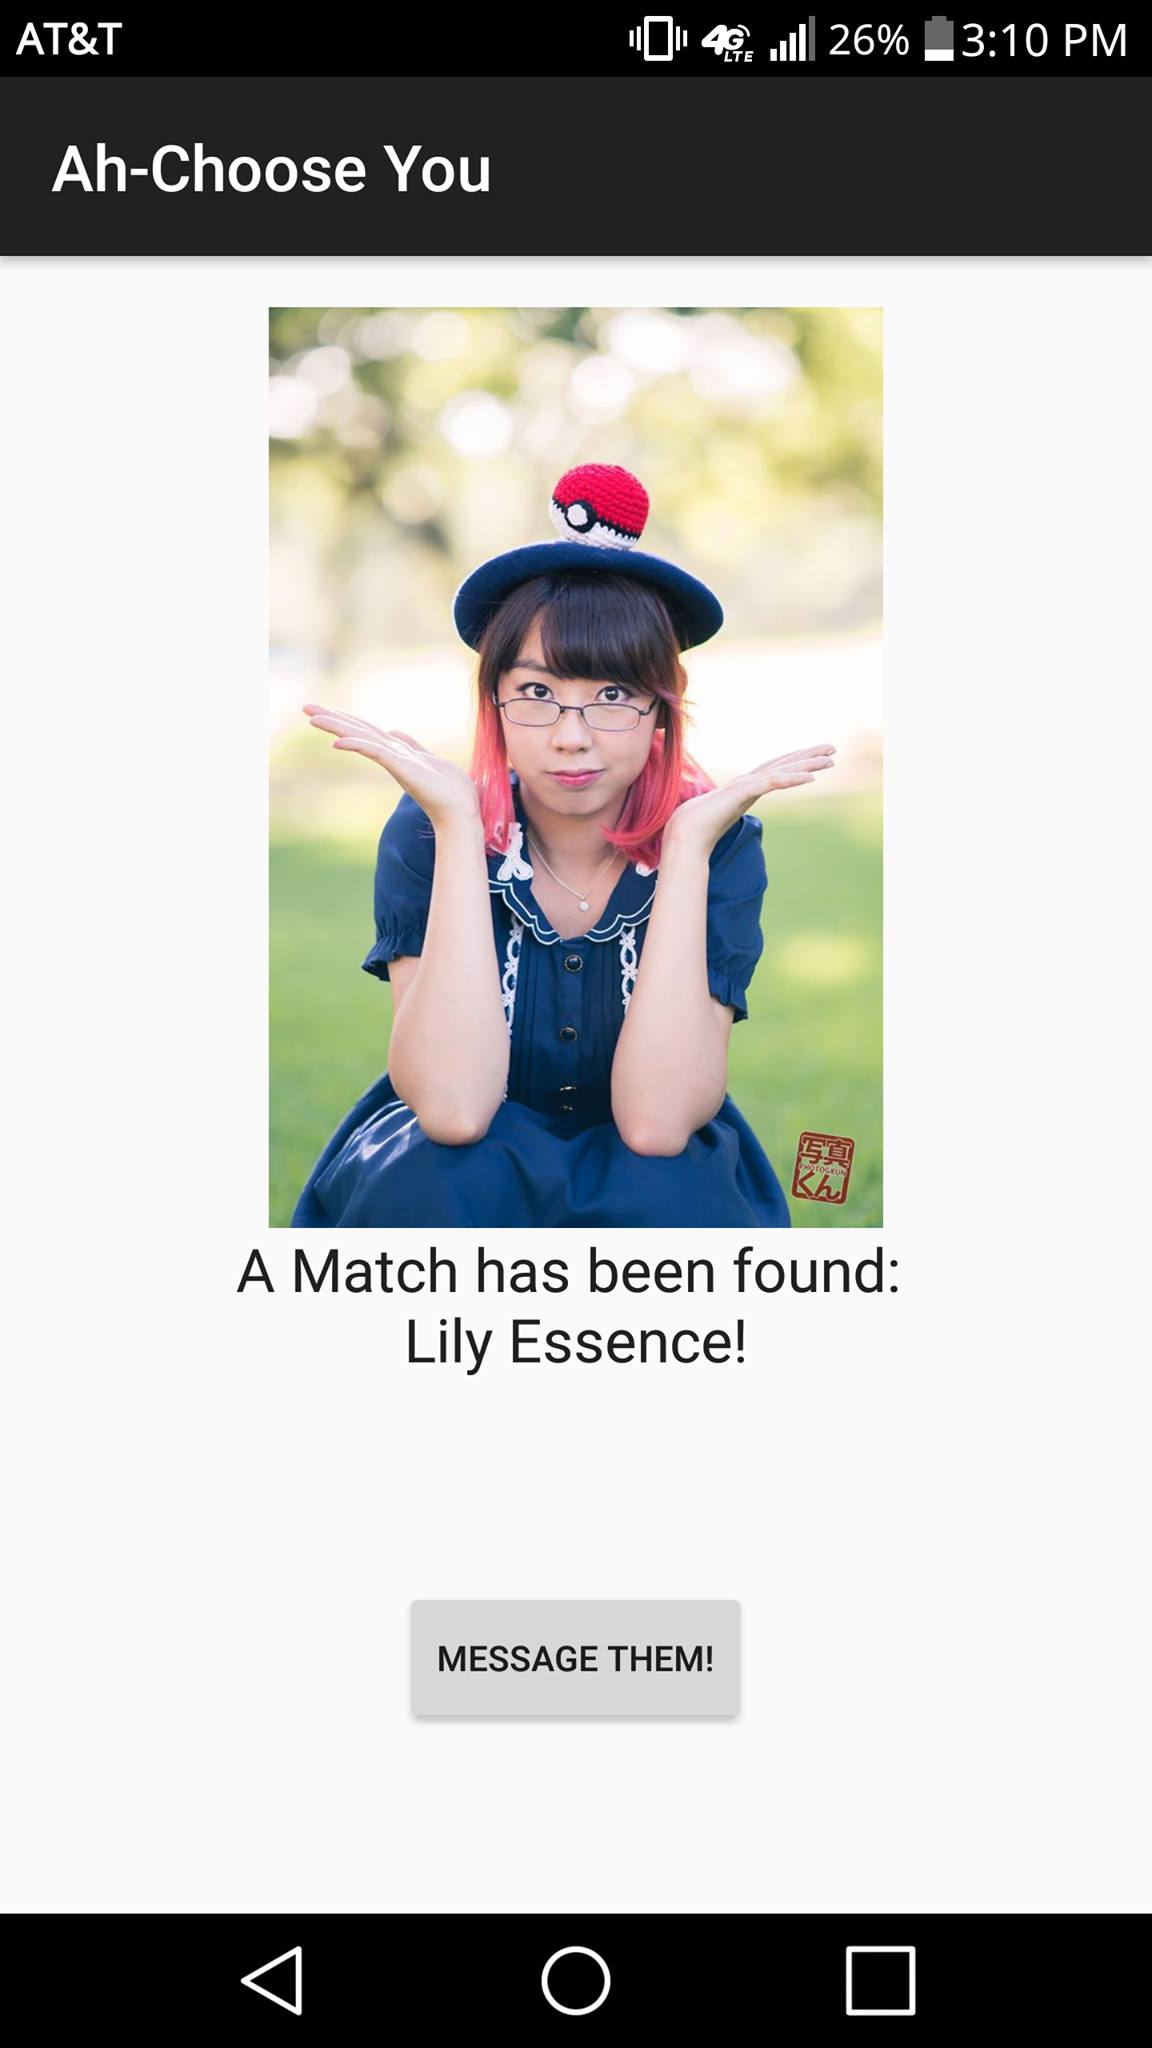 AT&T 4G LTE 26% 3:10 PM
Ah-Choose You
写真
PHOTOGKUN
くん
A Match has been found:
Lily Essence!
MESSAGE THEM!